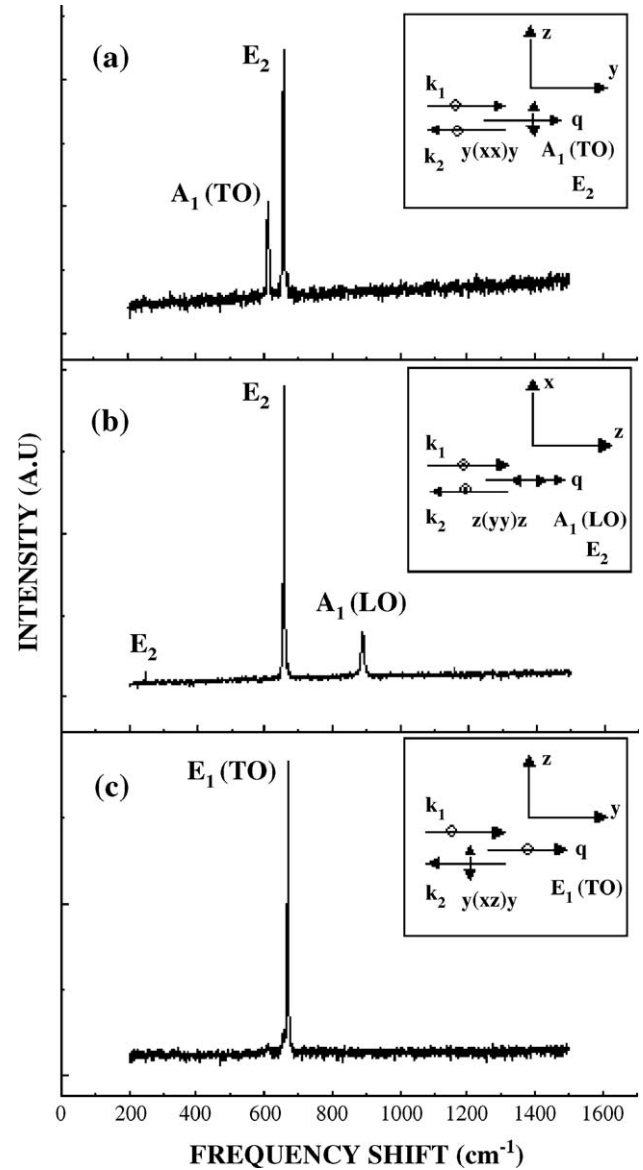 (a)
E2
A1 (TO)
z
y
k1
q
k2
y(xx)y
A1 (TO)
E2
(b)
E2
E2
A1 (LO)
x
z
k1
q
k2
z(yy)z
A1 (LO)
E2
(c)
E1 (TO)
z
y
k1
q
k2
y(xz)y
E1 (TO)
INTENSITY (A.U)
0 200 400 600 800 1000 1200 1400 1600
FREQUENCY SHIFT (cm-1)